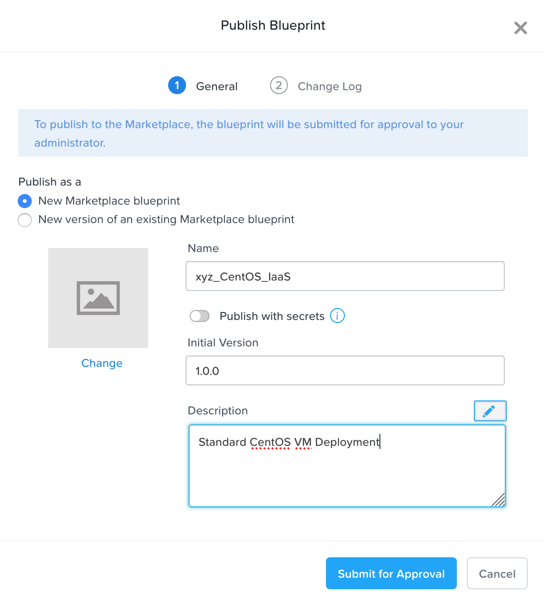 Publish Blueprint
1 General 2 Change Log
To publish to the Marketplace, the blueprint will be submitted for approval to your
administrator.
Publish as a
New Marketplace blueprint
New version of an existing Marketplace blueprint
Name
xyz_CentOS_IaaS
Publish with secrets i
Change
Initial Version
1.0.0
Description
Standard CentOS VM Deployment
Submit for Approval
Cancel